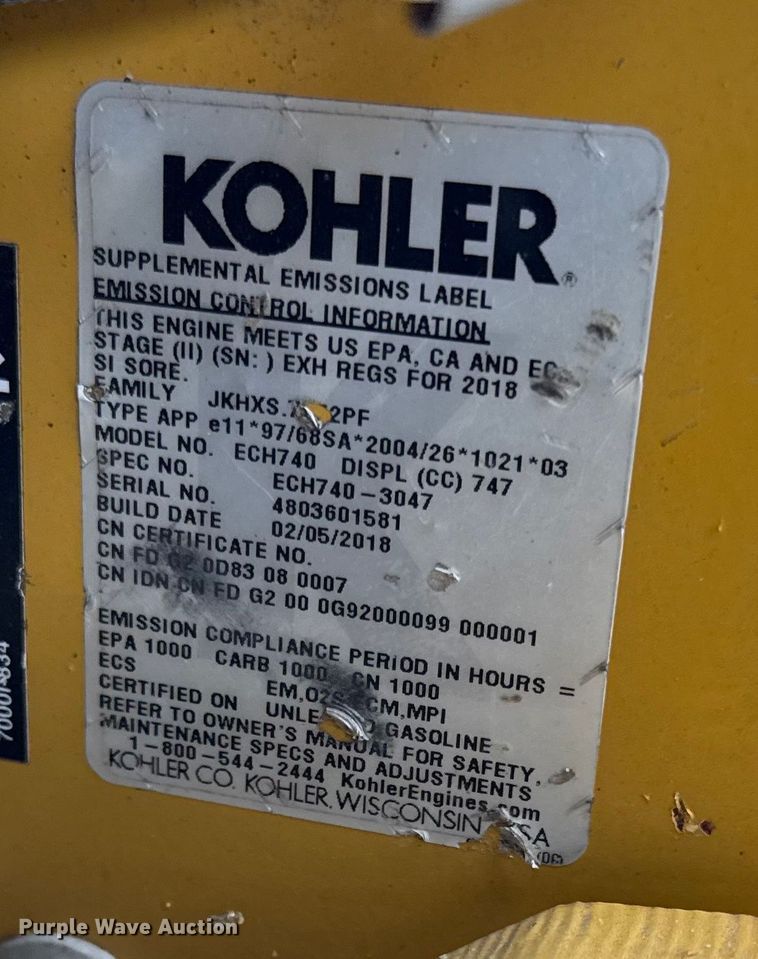 KOHLER®
SUPPLEMENTAL EMISSIONS LABEL
EMISSION CONTROL INFORMATION
THIS ENGINE MEETS US EPA, CA AND EC
STAGE (II) (SN: ) EXH REGS FOR 2018
SI SORE.
FAMILY
TYPE APP e11*97/68SA*2004/26*1021*03
MODEL NO. ECH740 DISPL (CC) 747
SPEC NO. ECH740-3047
SERIAL NO. 4803601581
BUILD DATE 02/05/2018
CN CERTIFICATE NO.
CN FD G2 0D83 08 0007
CN IDN CN FD G2 00 0G92000099 000001
EMISSION COMPLIANCE PERIOD IN HOURS =
EPA 1000 CARB 1000 CN 1000
ECS
CERTIFIED ON GASOLINE
REFER TO OWNER'S MANUAL FOR SAFETY,
MAINTENANCE SPECS AND ADJUSTMENTS
1-800-544-2444 KohlerEngines.com
KOHLER CO. KOHLER, WISCONSIN
Purple Wave Auction